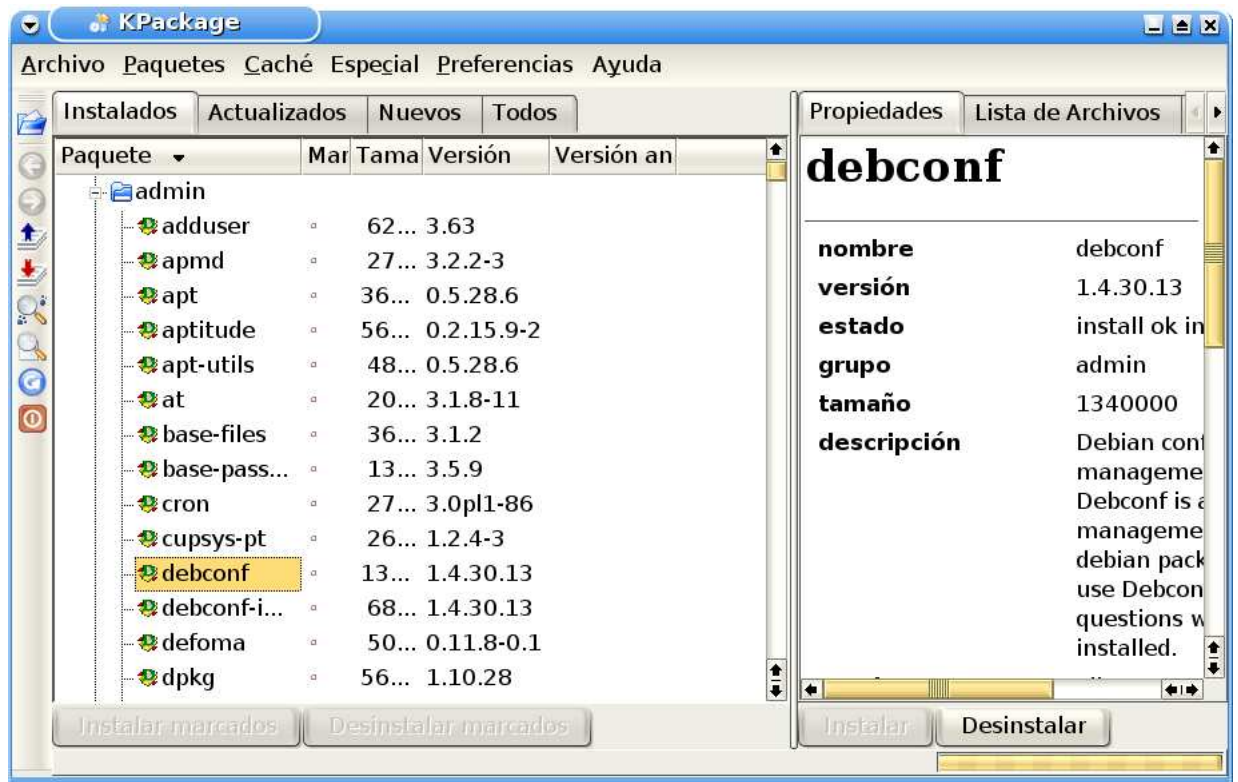 KPackage
Archivo Paquetes Caché Especial Preferencias Ayuda
Instalados Actualizados Nuevos Todos
Paquete Mar Tama Versión Versión an
admin
adduser 62... 3.63
apmd 27... 3.2.2-3
apt 36... 0.5.28.6
aptitude 56... 0.2.15.9-2
apt-utils 48... 0.5.28.6
at 20... 3.1.8-11
base-files 36... 3.1.2
base-pass... 13... 3.5.9
cron 27... 3.0pl1-86
cupsys-pt 26... 1.2.4-3
debconf 13... 1.4.30.13
debconf-i... 68... 1.4.30.13
defoma 50... 0.11.8-0.1
dpkg 56... 1.10.28
Instalar marcados Desinstalar marcados
Propiedades Lista de Archivos
debconf
nombre debconf
versión 1.4.30.13
estado install ok in
grupo admin
tamaño 1340000
descripción Debian conf
manageme
Debconf is a
manageme
debian pack
use Debcon
questions w
installed.
Instalar Desinstalar